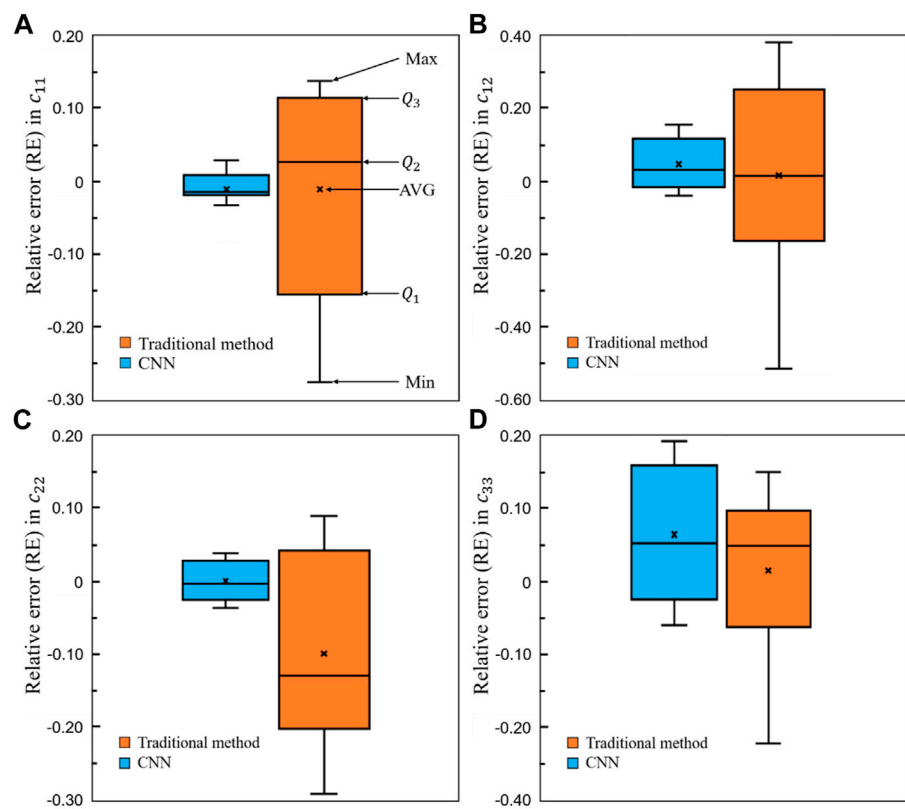 A
Relative error (RE) in c₁₁
0.20
0.10
0
-0.10
-0.20
-0.30
Max
Q₃
Q₂
AVG
Q₁
Min
Traditional method
CNN
B
Relative error (RE) in c₁₂
0.40
0.20
0
-0.20
-0.40
-0.60
Traditional method
CNN
C
Relative error (RE) in c₂₂
0.20
0.10
0
-0.10
-0.20
-0.30
Traditional method
CNN
D
Relative error (RE) in c₃₃
0.20
0.10
0
-0.10
-0.20
-0.30
-0.40
Traditional method
CNN